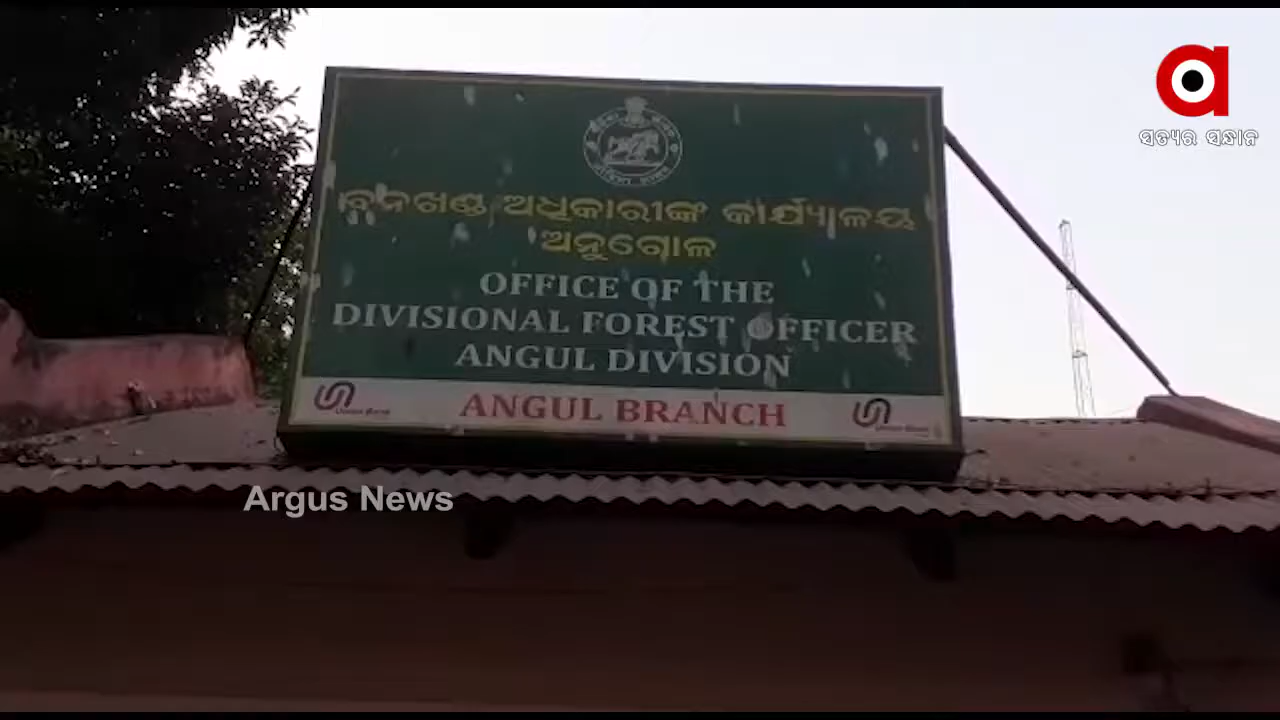 ସତ୍ୟର ସନ୍ଧାନ
ବନଖଣ୍ଡ ଅଧିକାରୀଙ୍କ କାର୍ଯ୍ୟାଳୟ
ଅନୁଗୋଳ
OFFICE OF THE
DIVISIONAL FOREST OFFICER
ANGUL DIVISION
ANGUL BRANCH
Argus News